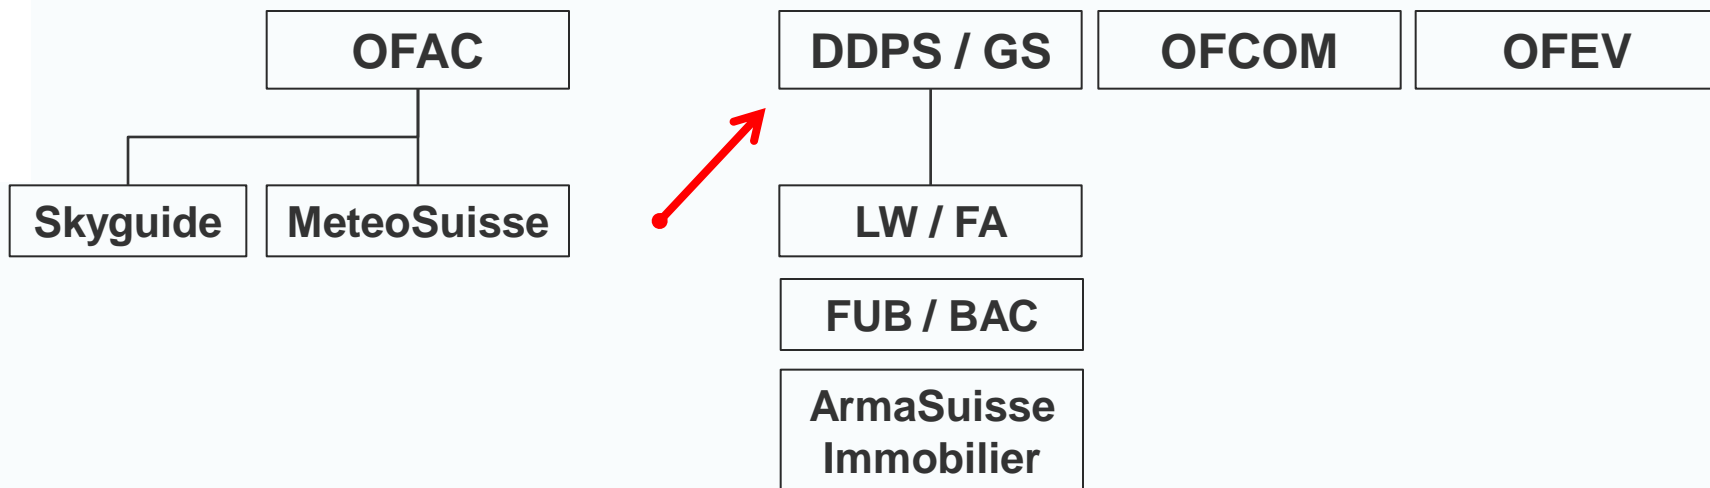 OFAC
DDPS / GS
OFCOM
OFEV
Skyguide
MeteoSuisse
LW / FA
FUB / BAC
ArmaSuisse
Immobilier